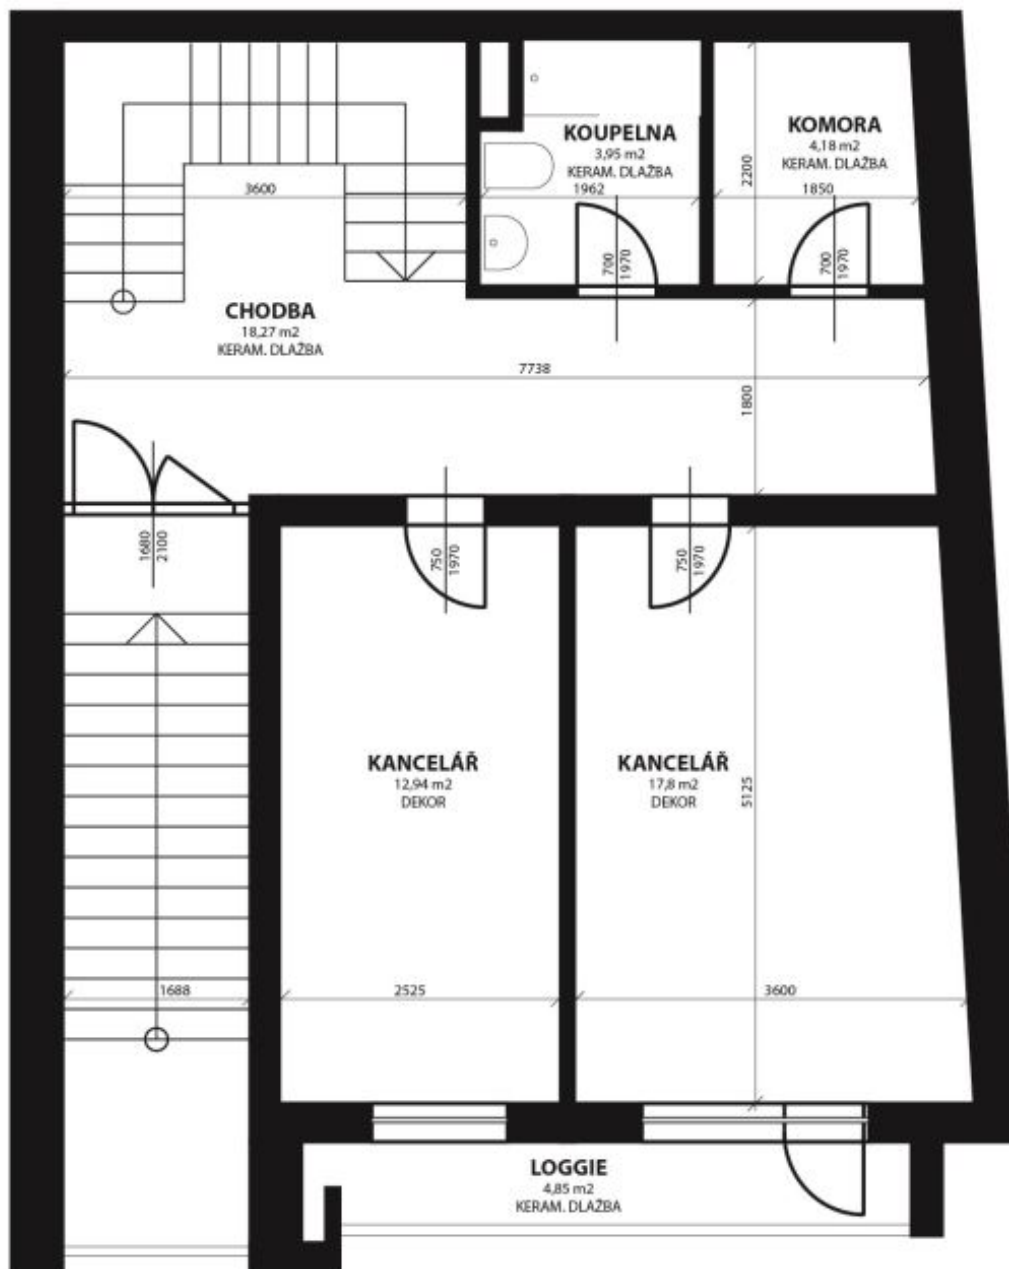 KOUPELNA
3,95 m2
KERAM. DLAŽBA
1962
KOMORA
4,18 m2
KERAM. DLAŽBA
1850
2200
3600
700
1970
700
1970
CHODBA
18,27 m2
KERAM. DLAŽBA
7738
1800
1680
2100
750
1970
750
1970
KANCELÁŘ
12,94 m2
DEKOR
KANCELÁŘ
17,8 m2
DEKOR
5125
1688
2525
3600
LOGGIE
4,85 m2
KERAM. DLAŽBA